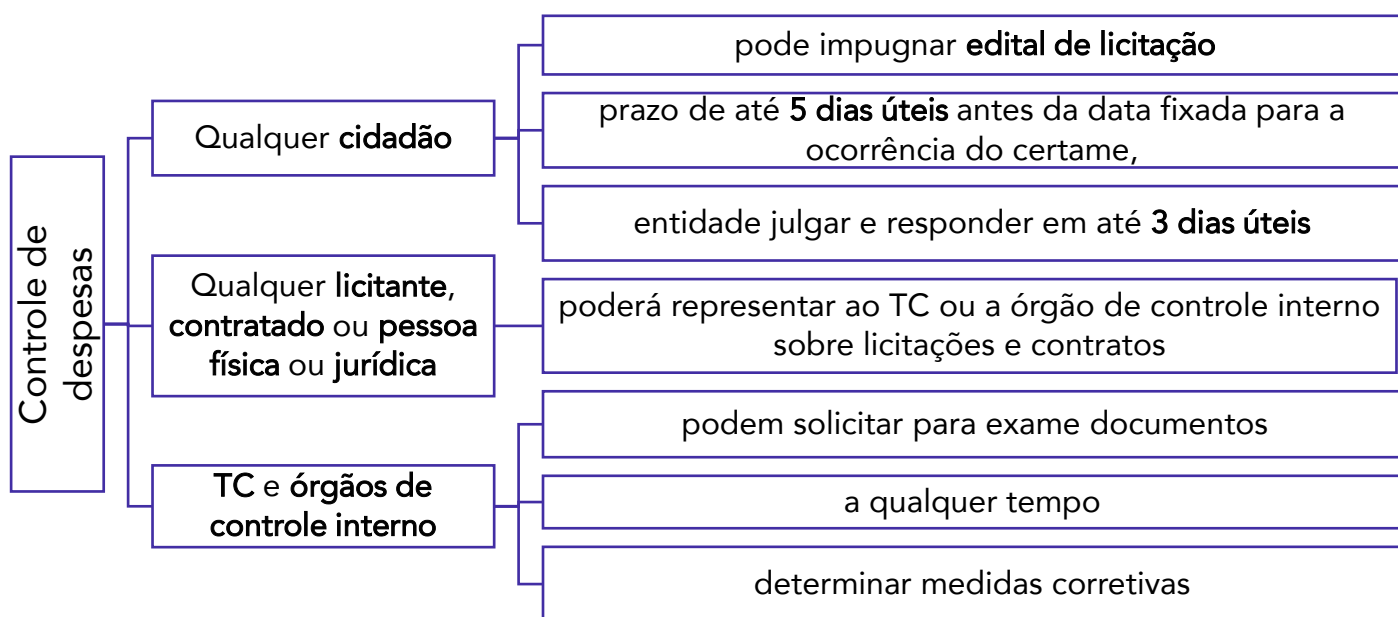 Controle de
despesas
Qualquer cidadão
pode impugnar edital de licitação
prazo de até 5 dias úteis antes da data fixada para a
ocorrência do certame,
entidade julgar e responder em até 3 dias úteis
Qualquer licitante,
contratado ou pessoa
física ou jurídica
poderá representar ao TC ou a órgão de controle interno
sobre licitações e contratos
TC e órgãos de
controle interno
podem solicitar para exame documentos
a qualquer tempo
determinar medidas corretivas